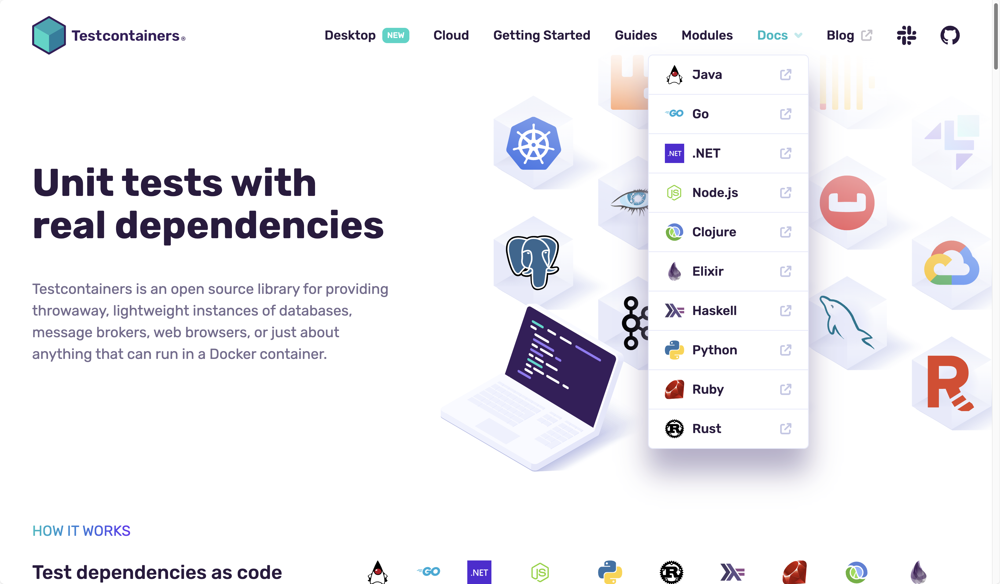 Testcontainers®
Desktop NEW Cloud Getting Started Guides Modules Docs Blog
Java
GO Go
.NET .NET
JS Node.js
Clojure
Elixir
Haskell
Python
Ruby
R Rust
Unit tests with
real dependencies
Testcontainers is an open source library for providing
throwaway, lightweight instances of databases,
message brokers, web browsers, or just about
anything that can run in a Docker container.
R
HOW IT WORKS
Test dependencies as code
GO .NET JS R